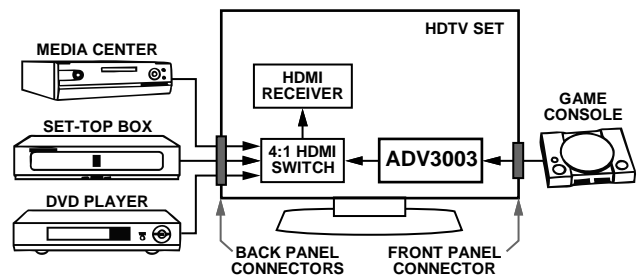 HDTV SET
MEDIA CENTER
HDMI
RECEIVER
GAME
CONSOLE
SET-TOP BOX
4:1 HDMI
SWITCH
ADV3003
DVD PLAYER
BACK PANEL
CONNECTORS
FRONT PANEL
CONNECTOR